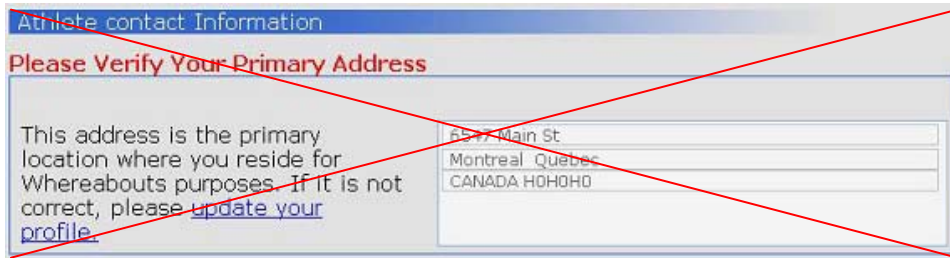 Athlete contact Information
Please Verify Your Primary Address
This address is the primary
location where you reside for
Whereabouts purposes. If it is not
correct, please update your
profile.
6547 Main St
Montreal Quebec
CANADA H0H0H0